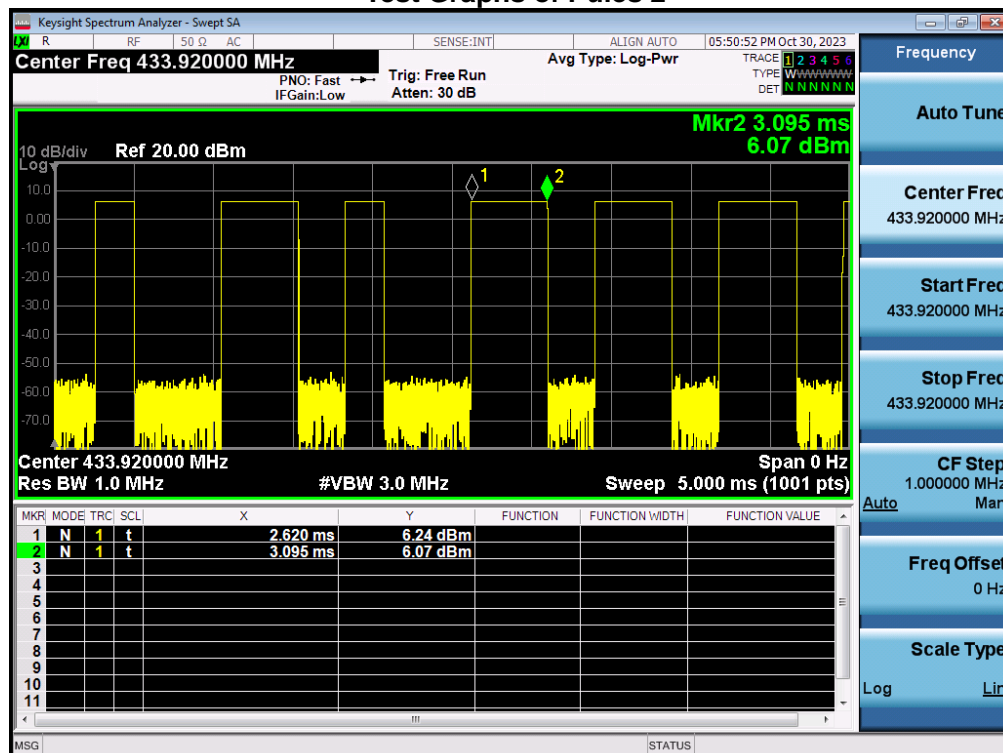 Test Graphs of Pulес 2
Keysight Spectrum Analyzer - Swept SA
LXI R RF 50 Ω AC SENSE:INT ALIGN AUTO 05:50:52 PM Oct 30, 2023
Center Freq 433.920000 MHz
PNO: Fast
IFGain:Low
Trig: Free Run
Atten: 30 dB
Avg Type: Log-Pwr
TRACE 1 2 3 4 5 6
TYPE W W W W W W
DET N N N N N N
Mkr2 3.095 ms
6.07 dBm
10 dB/div Ref 20.00 dBm
Log
10.0
0.00
-10.0
-20.0
-30.0
-40.0
-50.0
-60.0
-70.0
1
2
Center 433.920000 MHz Span 0 Hz
Res BW 1.0 MHz #VBW 3.0 MHz Sweep 5.000 ms (1001 pts)
MKR MODE TRC SCL X Y FUNCTION FUNCTION WIDTH FUNCTION VALUE
1 N 1 t 2.620 ms 6.24 dBm
2 N 1 t 3.095 ms 6.07 dBm
3
4
5
6
7
8
9
10
11
MSG STATUS
Frequency
Auto Tune
Center Freq
433.920000 MHz
Start Freq
433.920000 MHz
Stop Freq
433.920000 MHz
CF Step
1.000000 MHz
Auto Man
Freq Offset
0 Hz
Scale Type
Log Lin